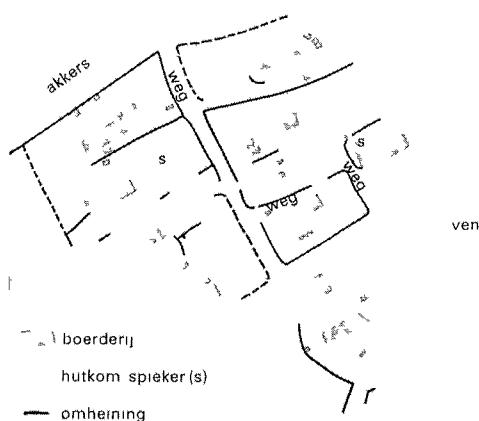 akkers
weg
s
s
weg
weg
ven
boerderij
hutkom spieker (s)
omheining
r